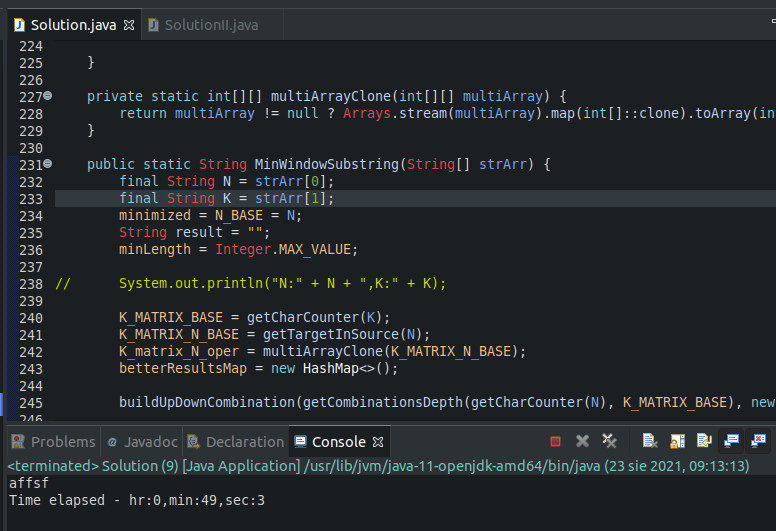 Solution.java SolutionII.java
224
225 }
226
227 private static int[][] multiArrayClone(int[][] multiArray) {
228 return multiArray != null ? Arrays.stream(multiArray).map(int[]::clone).toArray(in
229 }
230
231 public static String MinWindowSubstring(String[] strArr) {
232 final String N = strArr[0];
233 final String K = strArr[1];
234 minimized = N_BASE = N;
235 String result = "";
236 minLength = Integer.MAX_VALUE;
237
238 // System.out.println("N:" + N + ",K:" + K);
239
240 K_MATRIX_BASE = getCharCounter(K);
241 K_MATRIX_N_BASE = getTargetInSource(N);
242 K_matrix_N_oper = multiArrayClone(K_MATRIX_N_BASE);
243 betterResultsMap = new HashMap<>();
244
245 buildUpDownCombination(getCombinationsDepth(getCharCounter(N), K_MATRIX_BASE), new
246
Problems Javadoc Declaration Console
<terminated> Solution (9) [Java Application] /usr/lib/jvm/java-11-openjdk-amd64/bin/java (23 sie 2021, 09:13:13)
affsf
Time elapsed - hr:0,min:49,sec:3